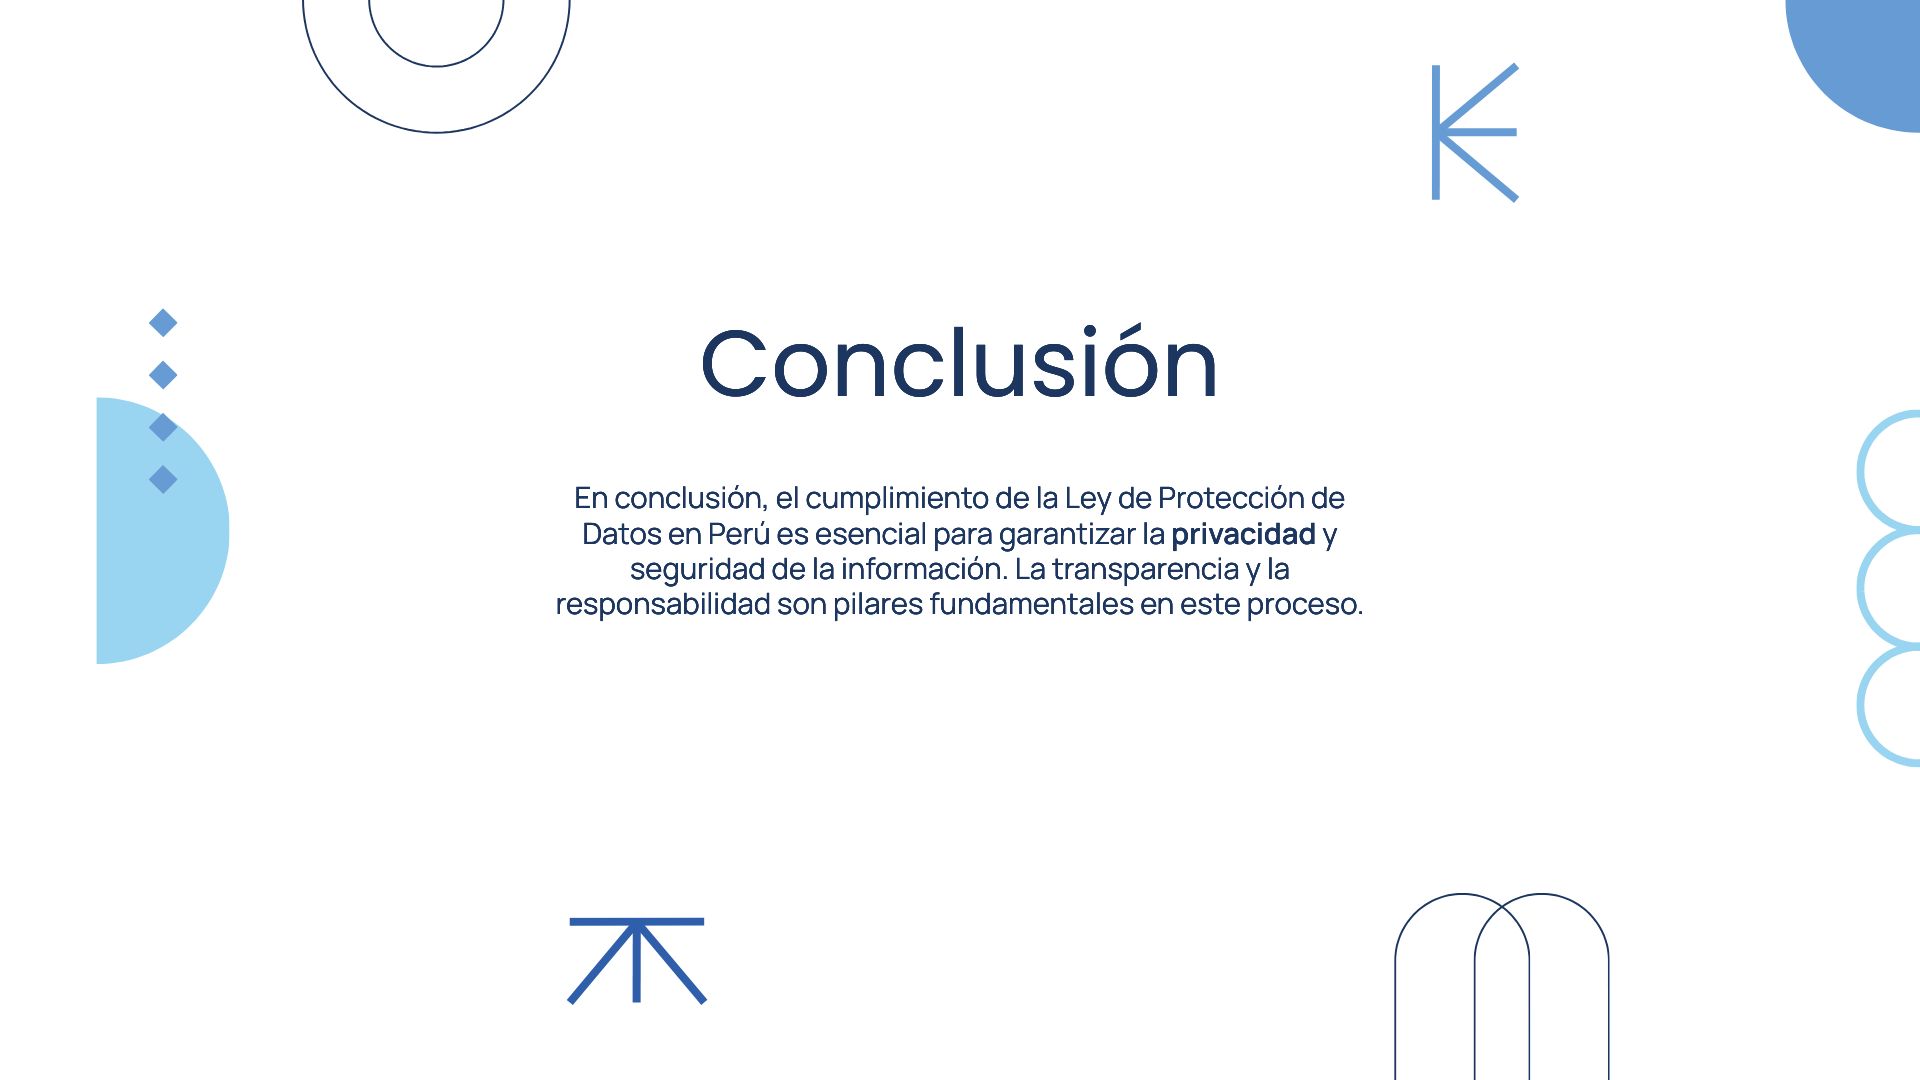 Conclusión
En conclusión, el cumplimiento de la Ley de Protección de
Datos en Perú es esencial para garantizar la privacidad y
seguridad de la información. La transparencia y la
responsabilidad son pilares fundamentales en este proceso.